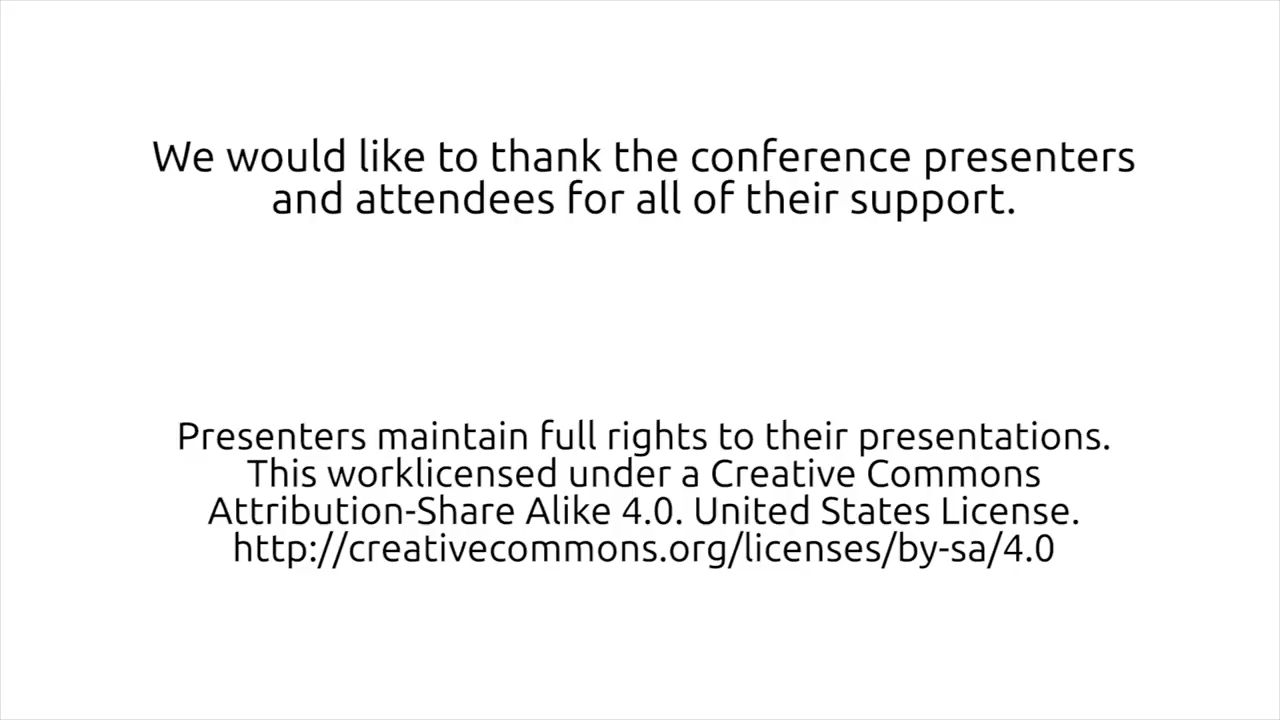 We would like to thank the conference presenters
and attendees for all of their support.
Presenters maintain full rights to their presentations.
This worklicensed under a Creative Commons
Attribution-Share Alike 4.0. United States License.
http://creativecommons.org/licenses/by-sa/4.0